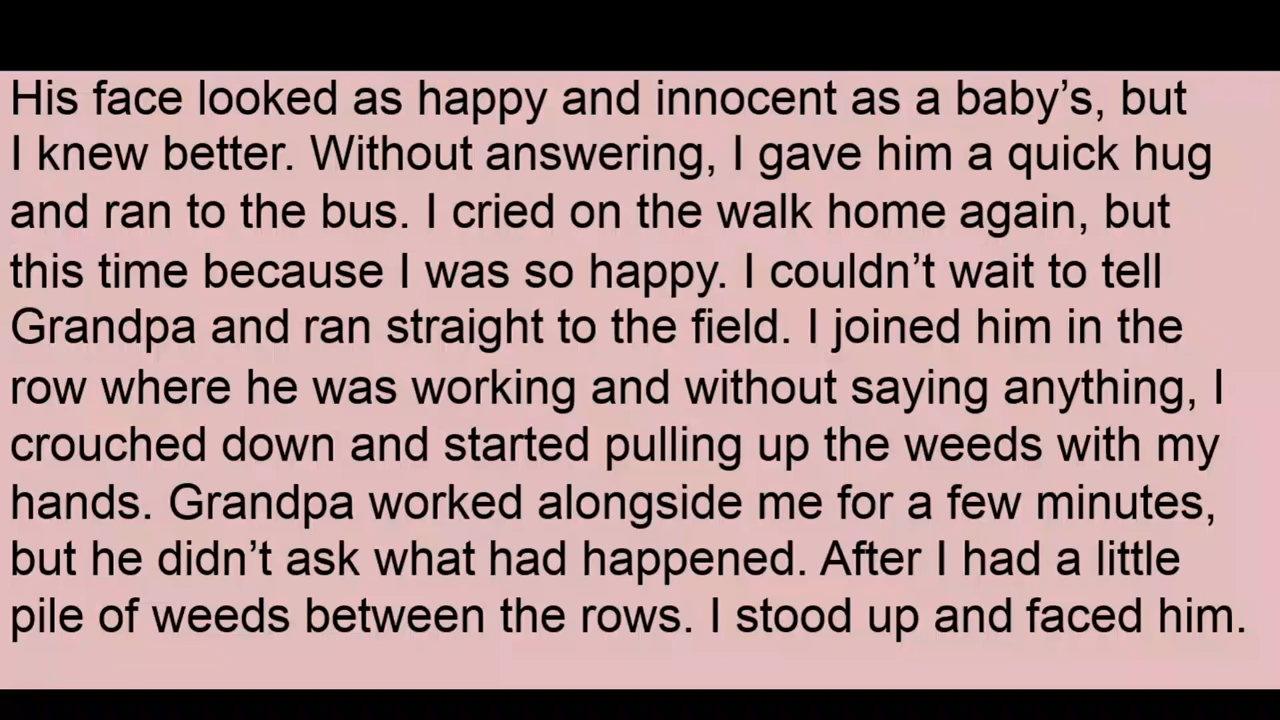 His face looked as happy and innocent as a baby’s, but
I knew better. Without answering, I gave him a quick hug
and ran to the bus. I cried on the walk home again, but
this time because I was so happy. I couldn’t wait to tell
Grandpa and ran straight to the field. I joined him in the
row where he was working and without saying anything, I
crouched down and started pulling up the weeds with my
hands. Grandpa worked alongside me for a few minutes,
but he didn’t ask what had happened. After I had a little
pile of weeds between the rows. I stood up and faced him.